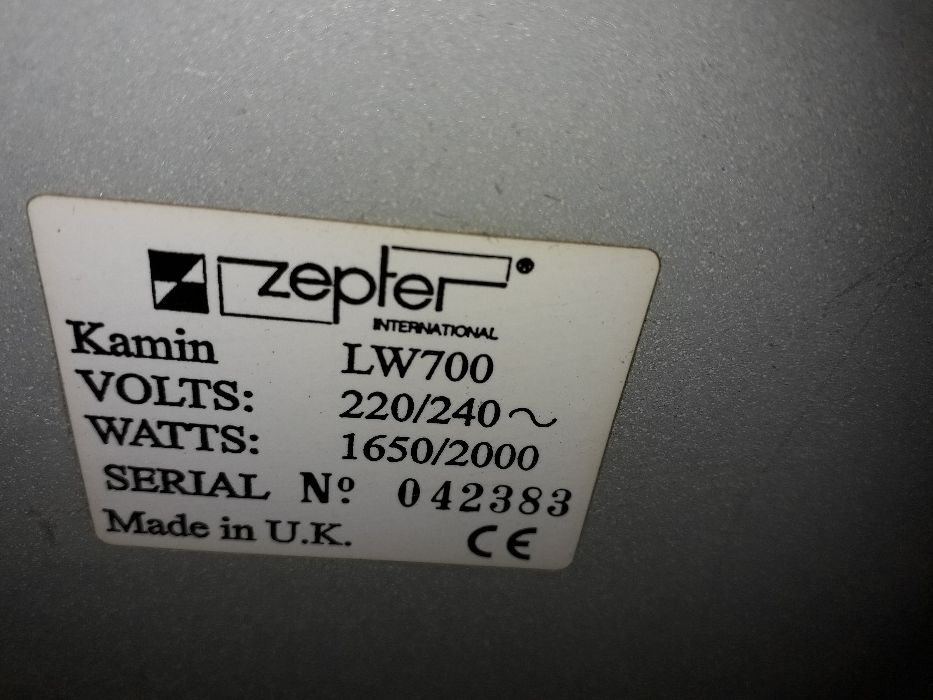 zepter®
INTERNATIONAL
Kamin LW700
VOLTS: 220/240~
WATTS: 1650/2000
SERIAL Nº 042383
Made in U.K. CE